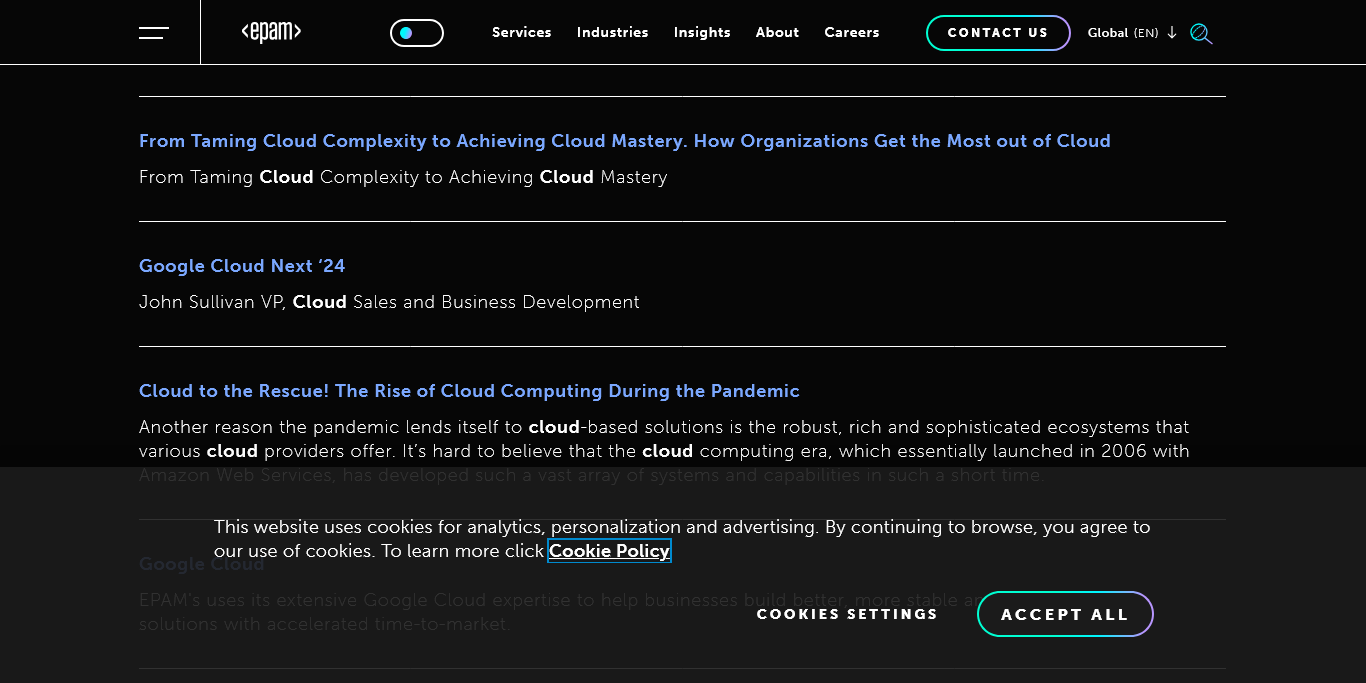 <epam>
Services
Industries
Insights
About
Careers
CONTACT US
Global (EN)
From Taming Cloud Complexity to Achieving Cloud Mastery. How Organizations Get the Most out of Cloud
From Taming Cloud Complexity to Achieving Cloud Mastery
Google Cloud Next ‘24
John Sullivan VP, Cloud Sales and Business Development
Cloud to the Rescue! The Rise of Cloud Computing During the Pandemic
Another reason the pandemic lends itself to cloud-based solutions is the robust, rich and sophisticated ecosystems that
various cloud providers offer. It’s hard to believe that the cloud computing era, which essentially launched in 2006 with
Amazon Web Services, has developed such a vast array of systems and capabilities in such a short time.
This website uses cookies for analytics, personalization and advertising. By continuing to browse, you agree to
our use of cookies. To learn more click Cookie Policy
Google Cloud
EPAM’s uses its extensive Google Cloud expertise to help businesses build better, more stable
solutions with accelerated time-to-market.
COOKIES SETTINGS
ACCEPT ALL